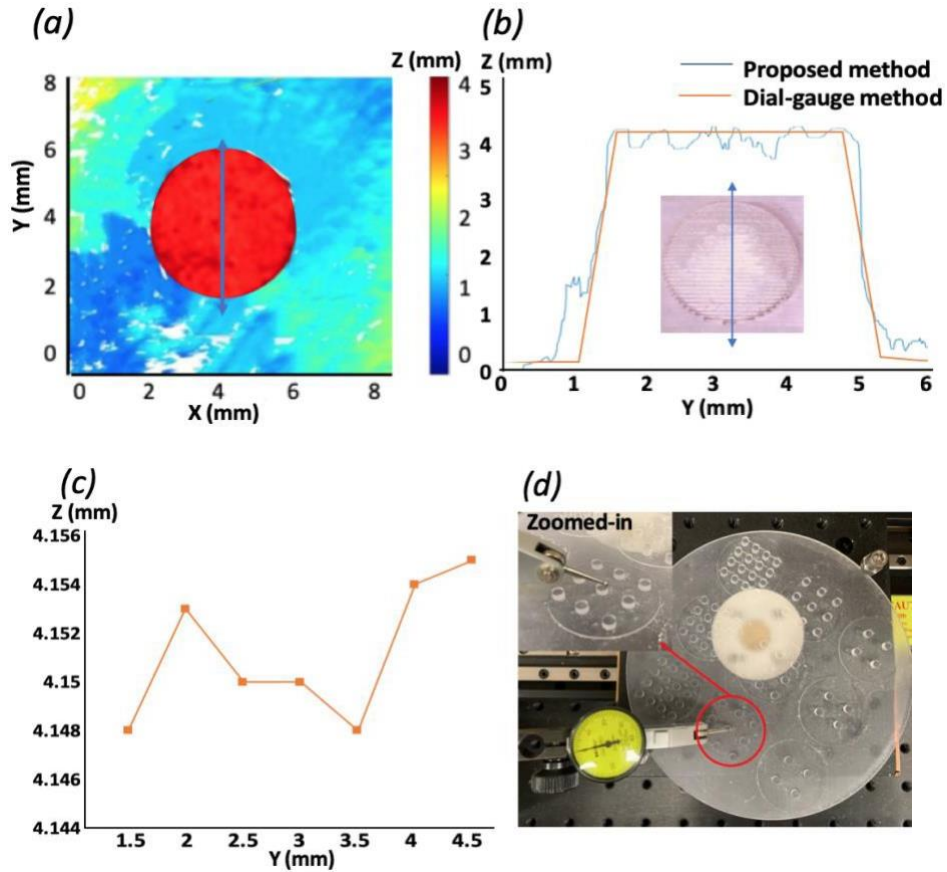 (a)
Z (mm)
8
6
4
2
0
Y (mm)
0 2 4 6 8
X (mm)
4
3
2
1
0
(b)
Z (mm)
5
4
3
2
1
0
Proposed method
Dial-gauge method
0 1 2 3 4 5 6
Y (mm)
(c)
Z (mm)
4.156
4.154
4.152
4.15
4.148
4.146
4.144
1.5 2 2.5 3 3.5 4 4.5
Y (mm)
(d)
Zoomed-in